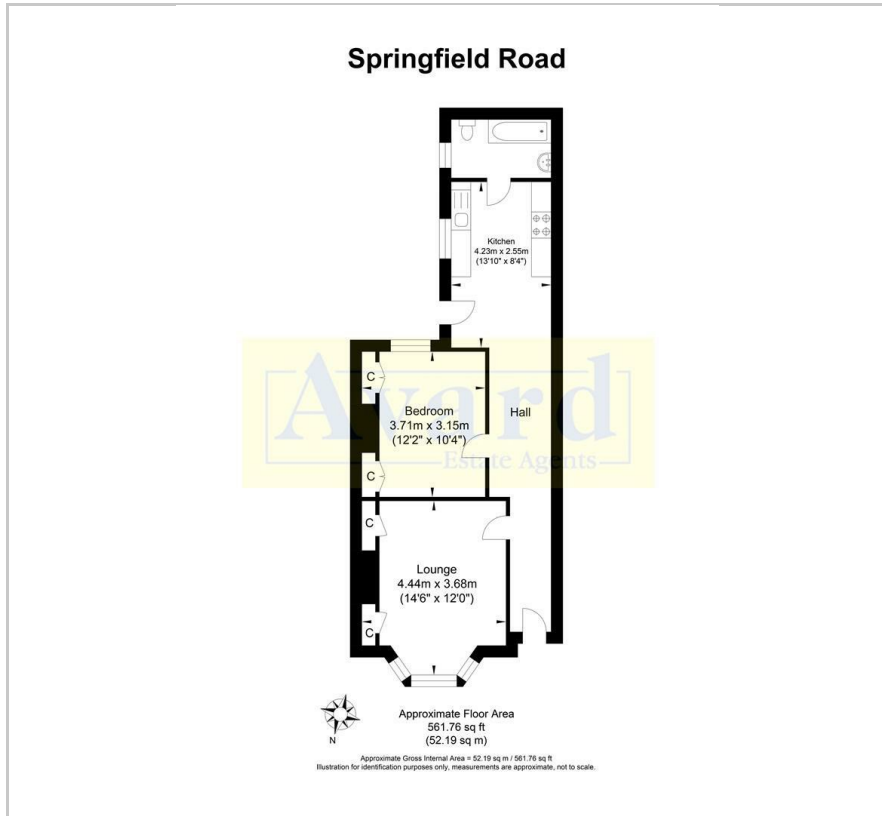 Springfield Road
Kitchen
4.23m x 2.55m
(13'10" x 8'4")
C
Bedroom
3.71m x 3.15m
(12'2" x 10'4")
Hall
Avard
Estate Agents
C
C
Lounge
4.44m x 3.68m
(14'6" x 12'0")
C
N
Approximate Floor Area
561.76 sq ft
(52.19 sq m)
Approximate Gross Internal Area = 52.19 sq m / 561.76 sq ft
Illustration for identification purposes only, measurements are approximate, not to scale.